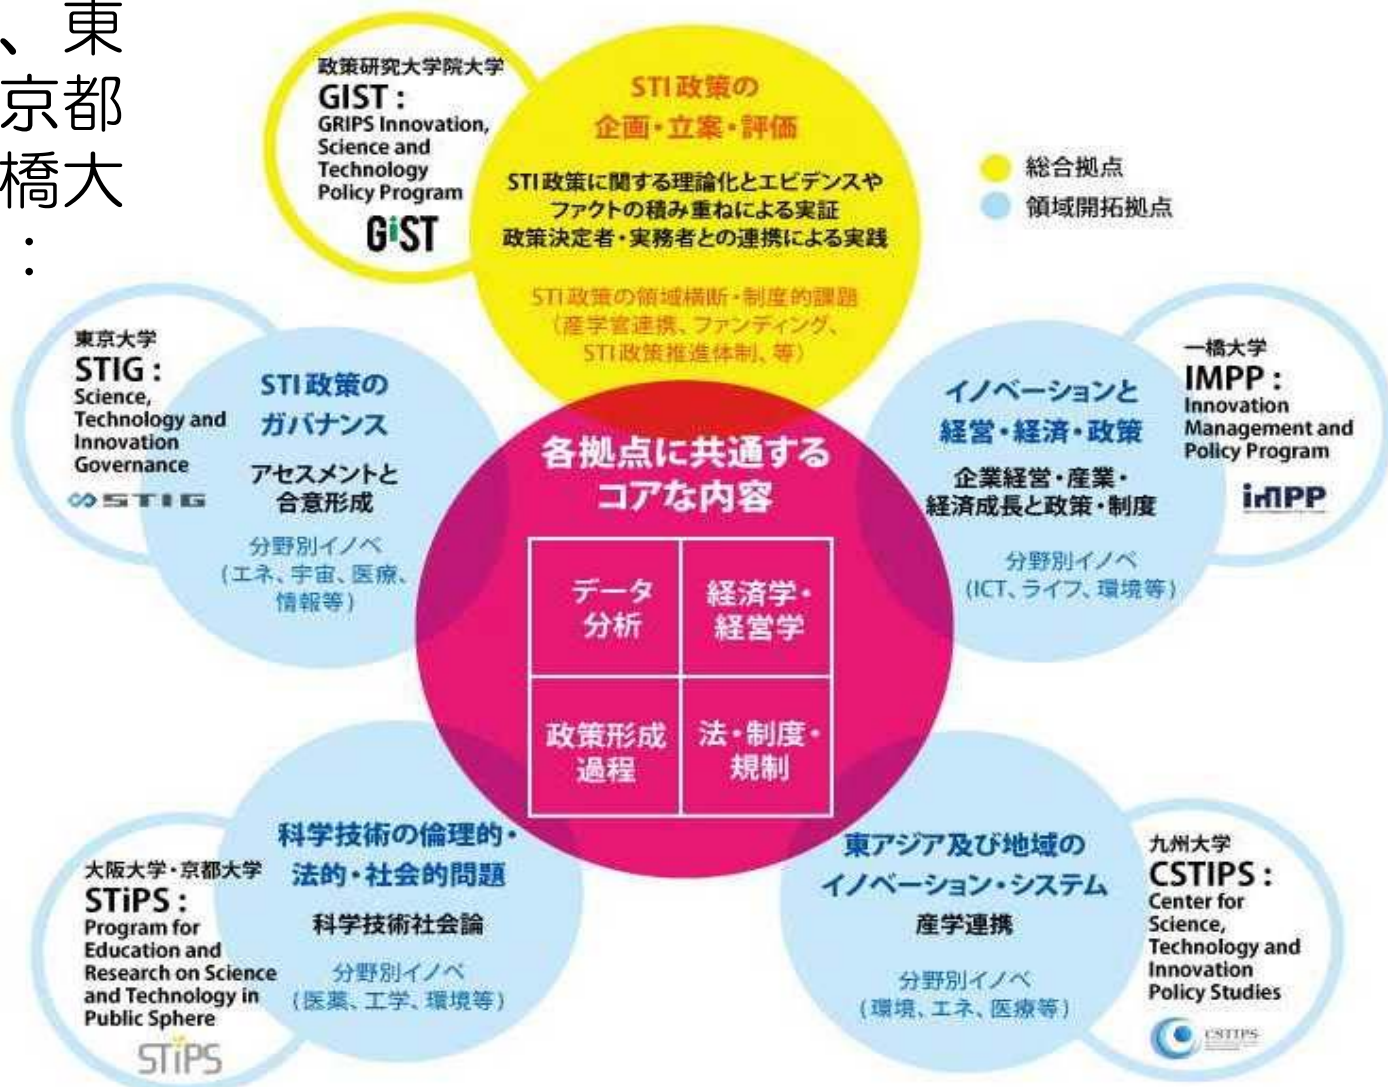 、東
京都
橋大
：
政策研究大学院大学
GIST :
GRIPS Innovation,
Science and
Technology
Policy Program
GiST
STI政策の
企画・立案・評価
STI政策に関する理論化とエビデンスや
ファクトの積み重ねによる実証
政策決定者・実務者との連携による実践
STI政策の領域横断・制度的課題
（産学官連携、ファンディング、
STI政策推進体制、等）
総合拠点
領域開拓拠点
東京大学
STIG :
Science,
Technology and
Innovation
Governance
STIG
STI政策の
ガバナンス
アセスメントと
合意形成
分野別イノベ
（エネ、宇宙、医療、
情報等）
イノベーションと
経営・経済・政策
企業経営・産業・
経済成長と政策・制度
分野別イノベ
（ICT、ライフ、環境等）
一橋大学
IMPP :
Innovation
Management and
Policy Program
iMPP
各拠点に共通する
コアな内容
データ
分析
経済学・
経営学
政策形成
過程
法・制度・
規制
大阪大学・京都大学
STiPS :
Program for
Education and
Research on Science
and Technology in
Public Sphere
STiPS
科学技術の倫理的・
法的・社会的問題
科学技術社会論
分野別イノベ
（医薬、工学、環境等）
東アジア及び地域の
イノベーション・システム
産学連携
分野別イノベ
（環境、エネ、医療等）
九州大学
CSTIPS :
Center for
Science,
Technology and
Innovation
Policy Studies
CSTIPS